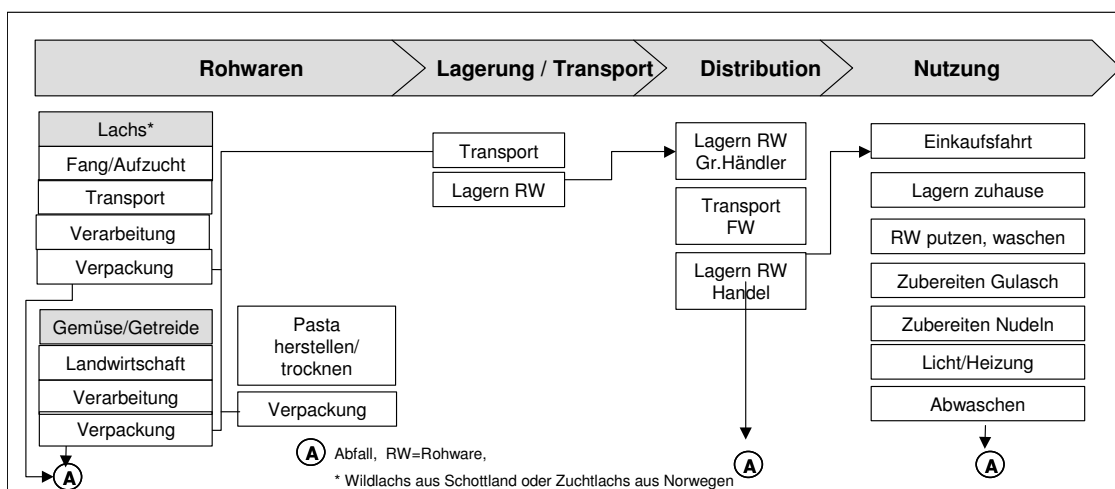 Rohwaren
Lagerung / Transport
Distribution
Nutzung
Lachs*
Fang/Aufzucht
Transport
Verarbeitung
Verpackung
Gemüse/Getreide
Landwirtschaft
Verarbeitung
Verpackung
A
Pasta
herstellen/
trocknen
Verpackung
Transport
Lagern RW
Lagern RW
Gr.Händler
Transport
FW
Lagern RW
Handel
A
Einkaufsfahrt
Lagern zuhause
RW putzen, waschen
Zubereiten Gulasch
Zubereiten Nudeln
Licht/Heizung
Abwaschen
A
A Abfall, RW=Rohware,
* Wildlachs aus Schottland oder Zuchtlachs aus Norwegen